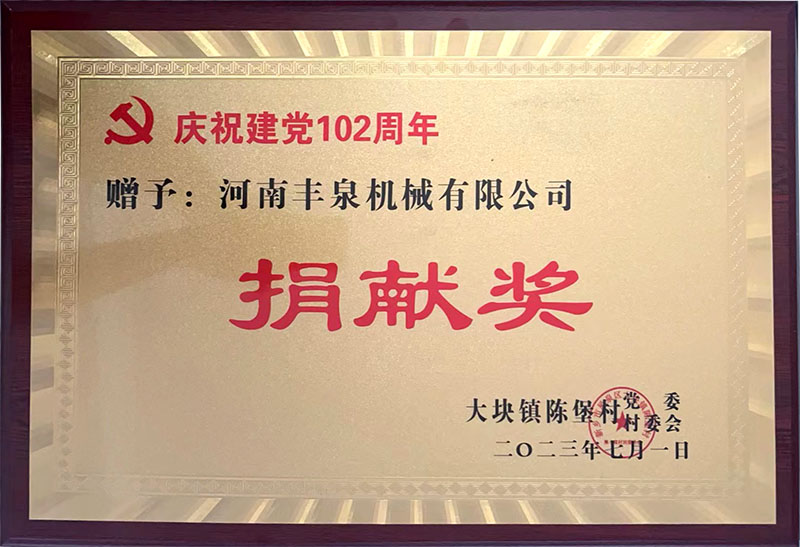 庆祝建党102周年
赠予：河南丰泉机械有限公司
捐献奖
大块镇陈堡村党委
村委会
二〇二三年七月一日